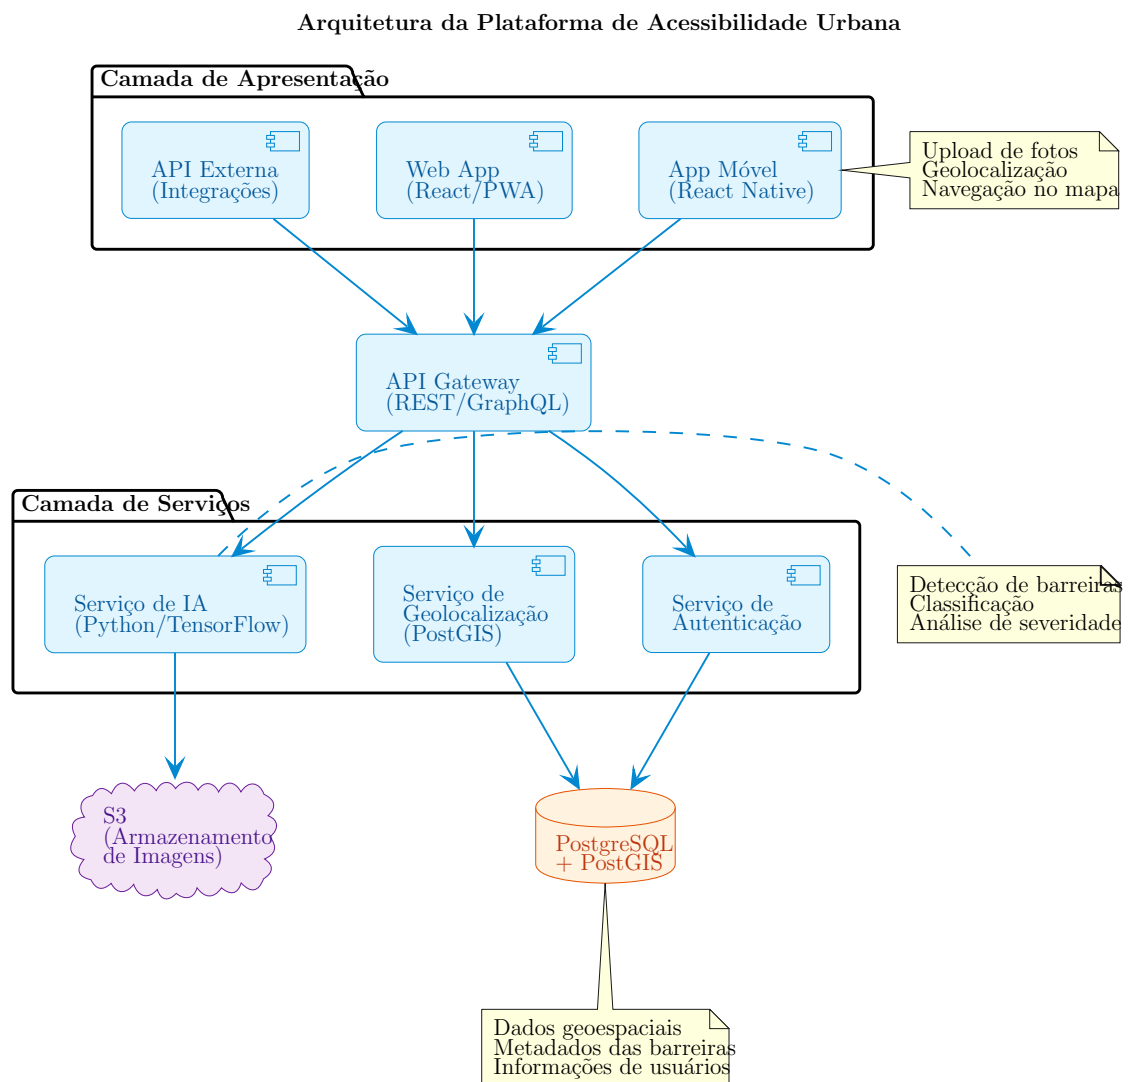 Arquitetura da Plataforma de Acessibilidade Urbana
Camada de Apresentação
API Externa
(Integrações)
Web App
(React/PWA)
App Móvel
(React Native)
Upload de fotos
Geolocalização
Navegação no mapa
API Gateway
(REST/GraphQL)
Camada de Serviços
Serviço de IA
(Python/TensorFlow)
Serviço de
Geolocalização
(PostGIS)
Serviço de
Autenticação
Detecção de barreiras
Classificação
Análise de severidade
S3
(Armazenamento
de Imagens)
PostgreSQL
+ PostGIS
Dados geoespaciais
Metadados das barreiras
Informações de usuários